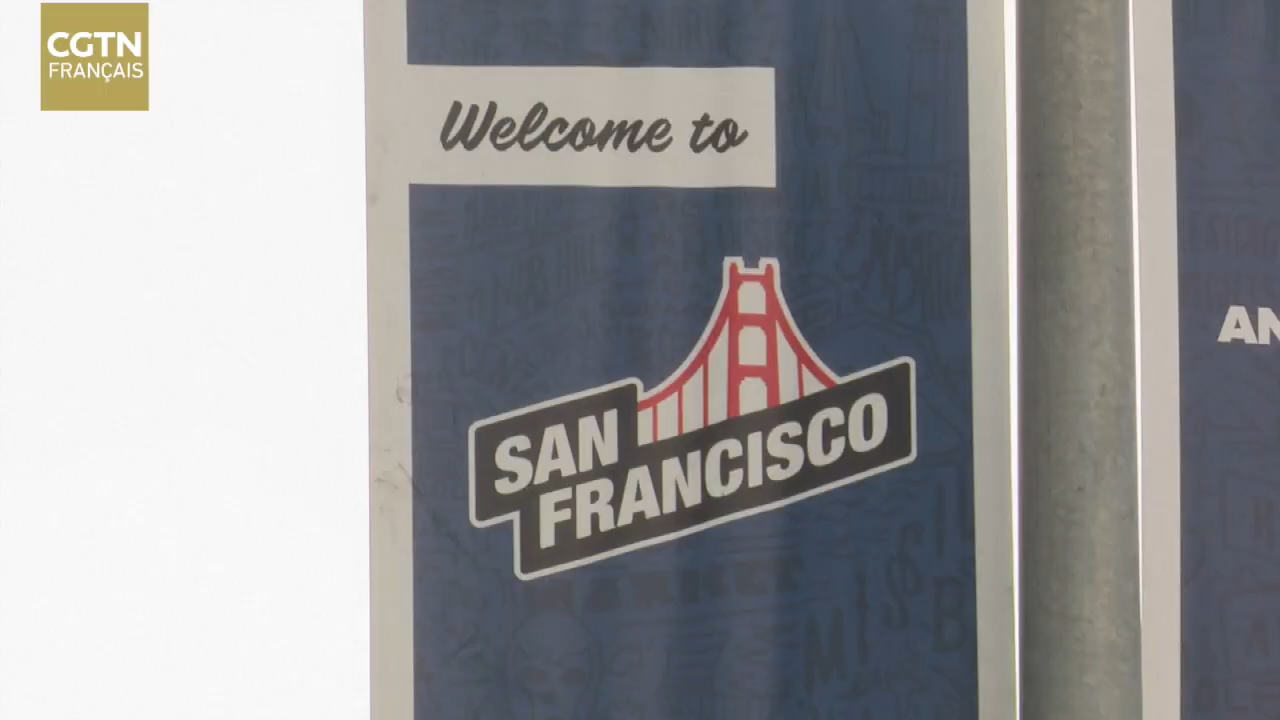 CGTN
FRANÇAIS
Welcome to
SAN
FRANCISCO
AN